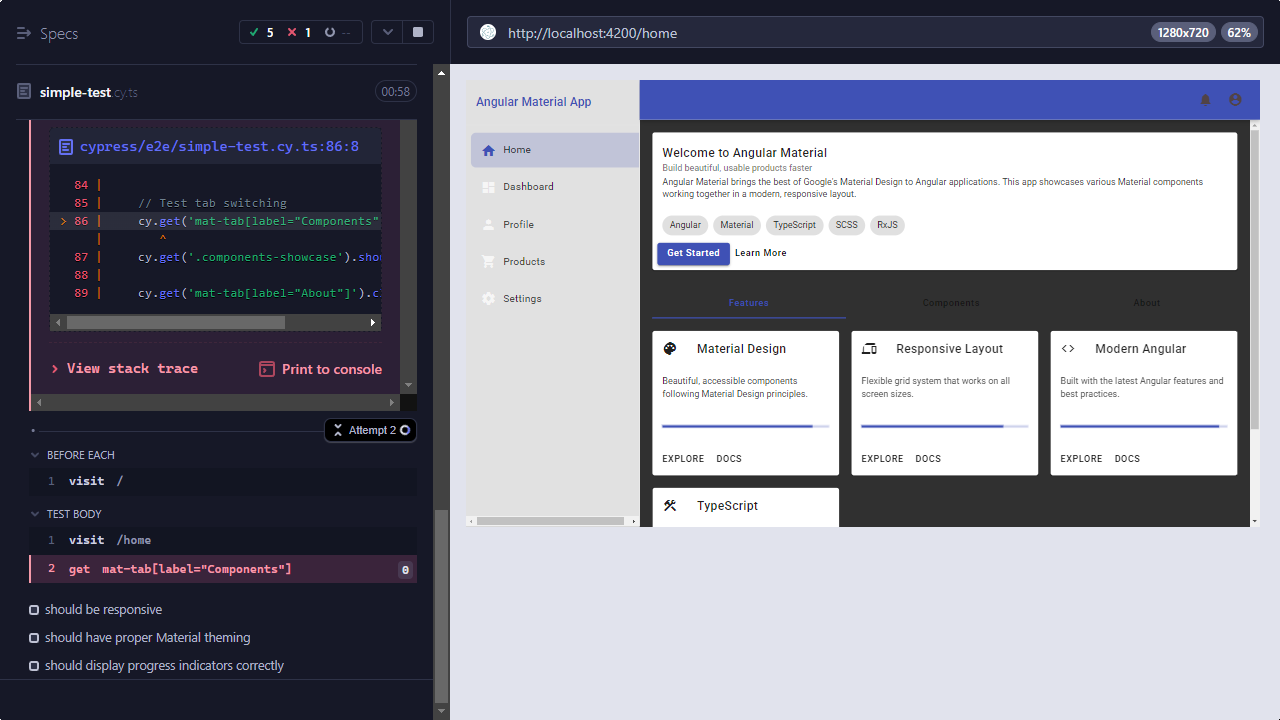 Specs
5
1
--
http://localhost:4200/home
1280x720
62%
simple-test.cy.ts
00:58
cypress/e2e/simple-test.cy.ts:86:8
84 |
85 | // Test tab switching
> 86 | cy.get('mat-tab[label="Components"
| ^
87 | cy.get('.components-showcase').shou
88 |
89 | cy.get('mat-tab[label="About"]').c
View stack trace
Print to console
Attempt 2
BEFORE EACH
1 visit /
TEST BODY
1 visit /home
2 get mat-tab[label="Components"] 0
should be responsive
should have proper Material theming
should display progress indicators correctly
Angular Material App
Home
Dashboard
Profile
Products
Settings
Welcome to Angular Material
Build beautiful, usable products faster
Angular Material brings the best of Google's Material Design to Angular applications. This app showcases various Material components
working together in a modern, responsive layout.
Angular Material TypeScript SCSS RxJS
Get Started Learn More
Features Components About
Material Design
Beautiful, accessible components
following Material Design principles.
EXPLORE DOCS
Responsive Layout
Flexible grid system that works on all
screen sizes.
EXPLORE DOCS
Modern Angular
Built with the latest Angular features and
best practices.
EXPLORE DOCS
TypeScript